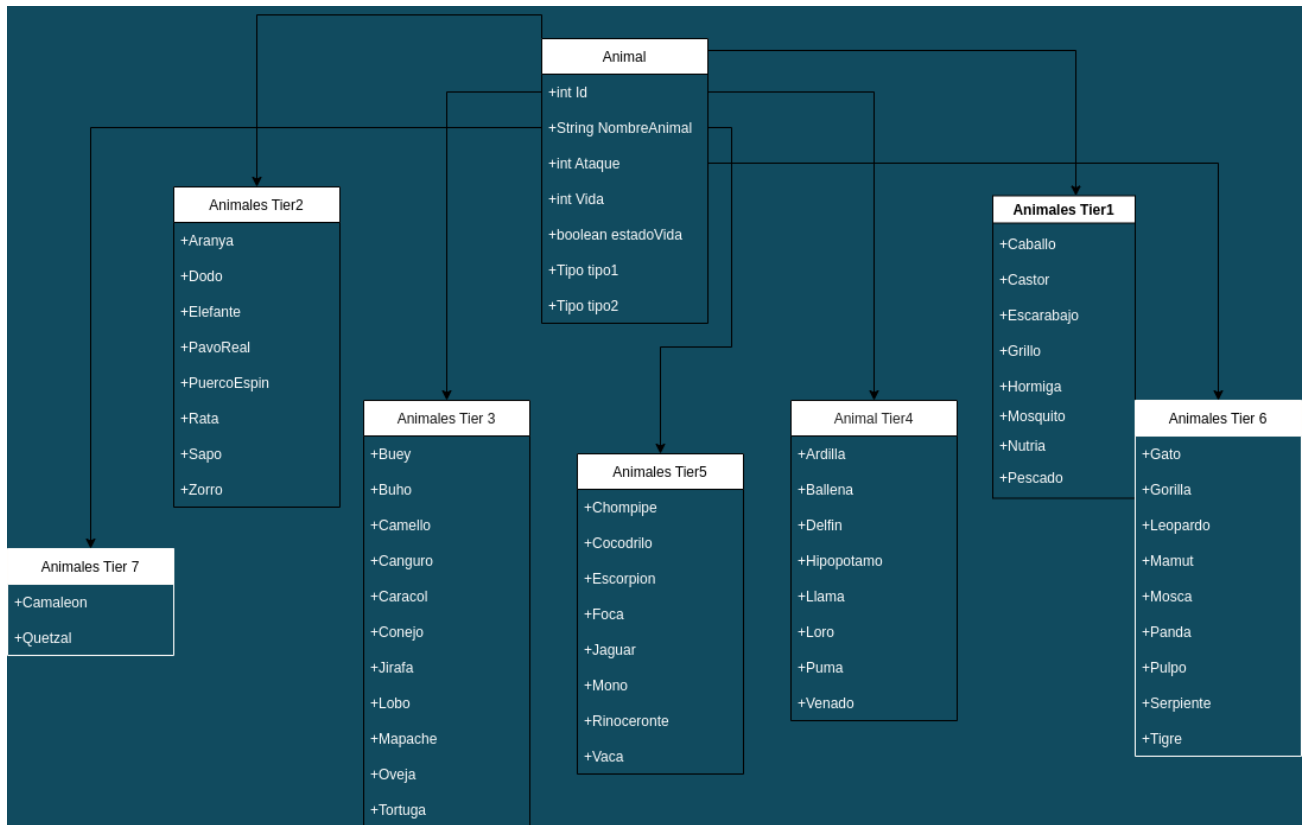 Animal
+int Id
+String NombreAnimal
+int Ataque
+int Vida
+boolean estadoVida
+Tipo tipo1
+Tipo tipo2
Animales Tier2
+Aranya
+Dodo
+Elefante
+PavoReal
+PuercoEspin
+Rata
+Sapo
+Zorro
Animales Tier1
+Caballo
+Castor
+Escarabajo
+Grillo
+Hormiga
+Mosquito
+Nutria
+Pescado
Animales Tier 7
+Camaleon
+Quetzal
Animales Tier 3
+Buey
+Buho
+Camello
+Canguro
+Caracol
+Conejo
+Jirafa
+Lobo
+Mapache
+Oveja
+Tortuga
Animales Tier5
+Chompipe
+Cocodrilo
+Escorpion
+Foca
+Jaguar
+Mono
+Rinoceronte
+Vaca
Animal Tier4
+Ardilla
+Ballena
+Delfin
+Hipopotamo
+Llama
+Loro
+Puma
+Venado
Animales Tier 6
+Gato
+Gorilla
+Leopardo
+Mamut
+Mosca
+Panda
+Pulpo
+Serpiente
+Tigre